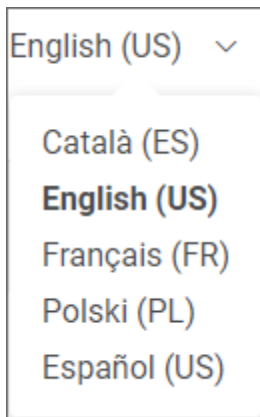 English (US)
Català (ES)
English (US)
Français (FR)
Polski (PL)
Español (US)